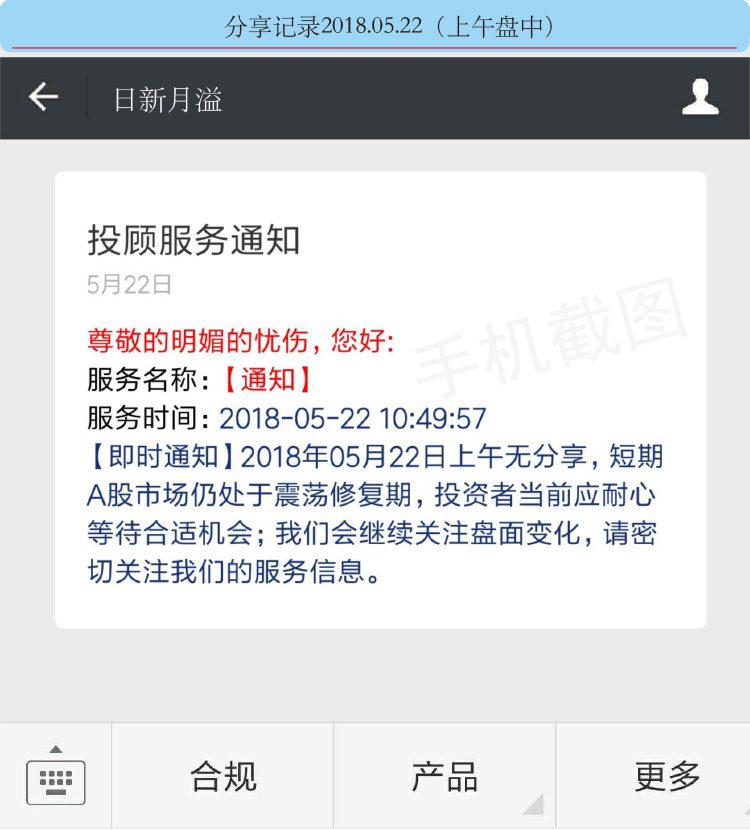 分享记录2018.05.22（上午盘中）
日新月溢
投顾服务通知
5月22日
手机截图
尊敬的明媚的忧伤，您好:
服务名称：【通知】
服务时间：2018-05-22 10:49:57
【即时通知】2018年05月22日上午无分享，短期
A股市场仍处于震荡修复期，投资者当前应耐心
等待合适机会；我们会继续关注盘面变化，请密
切关注我们的服务信息。
合规
产品
更多